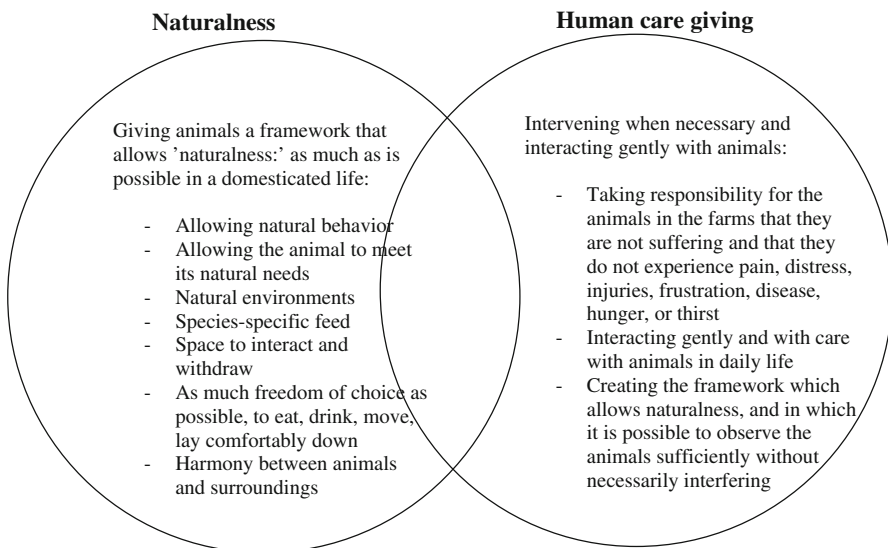 Naturalness
Giving animals a framework that
allows 'naturalness:' as much as is
possible in a domesticated life:
- Allowing natural behavior
- Allowing the animal to meet
its natural needs
- Natural environments
- Species-specific feed
- Space to interact and
withdraw
- As much freedom of choice as
possible, to eat, drink, move,
lay comfortably down
- Harmony between animals
and surroundings
Human care giving
Intervening when necessary and
interacting gently with animals:
- Taking responsibility for the
animals in the farms that they
are not suffering and that they
do not experience pain, distress,
injuries, frustration, disease,
hunger, or thirst
- Interacting gently and with care
with animals in daily life
- Creating the framework which
allows naturalness, and in which
it is possible to observe the
animals sufficiently without
necessarily interfering